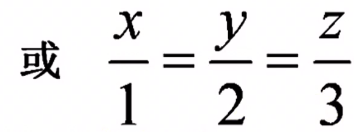 或 x/1 = y/2 = z/3